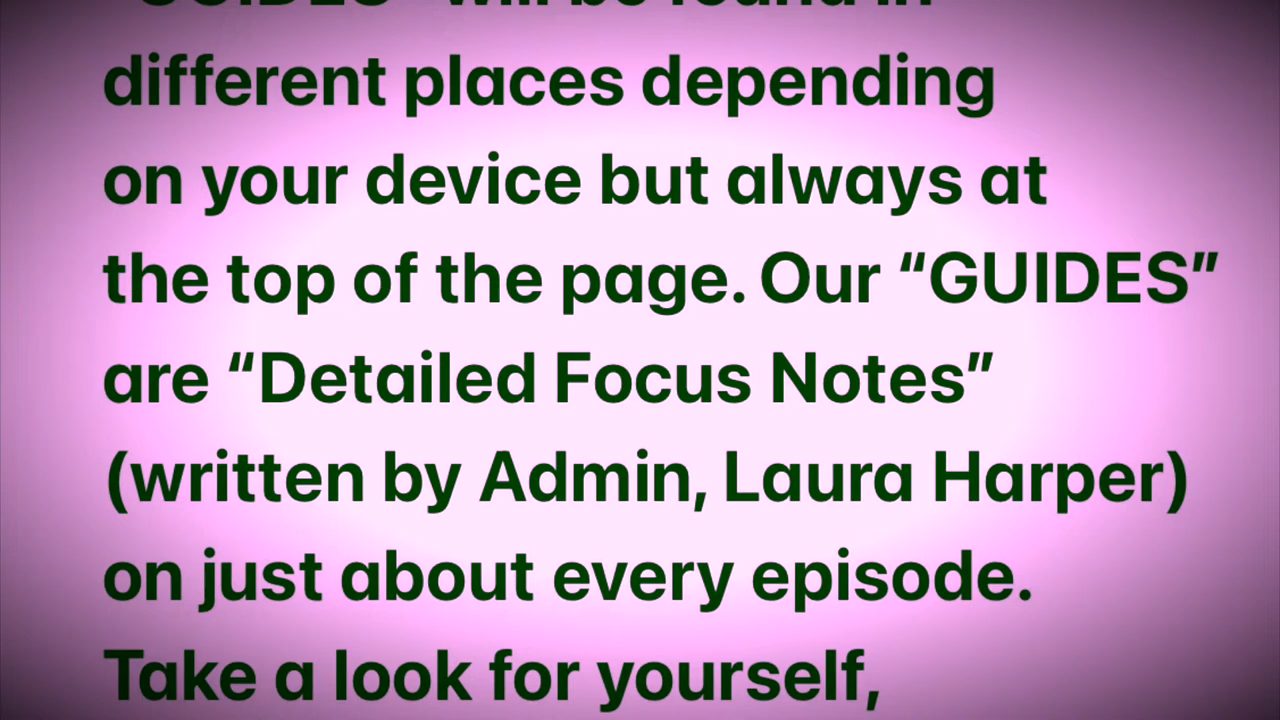 “GUIDES” will be found in
different places depending
on your device but always at
the top of the page. Our “GUIDES”
are “Detailed Focus Notes”
(written by Admin, Laura Harper)
on just about every episode.
Take a look for yourself,